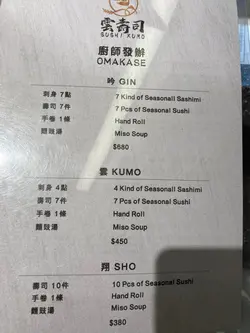 雲壽司
SUSHI KUMO
廚師發辦
OMAKASE
吟 GIN
刺身 7點 7 Kind of Seasonall Sashimi
壽司 7件 7 Pcs of Seasonal Sushi
手卷 1條 Hand Roll
麵豉湯 Miso Soup
$680
雲 KUMO
刺身 4點 4 Kind of Seasonall Sashimi
壽司 7件 7 Pcs of Seasonal Sushi
手卷 1條 Hand Roll
麵豉湯 Miso Soup
$450
翔 SHO
壽司 10件 10 Pcs of Seasonal Sushi
手卷 1條 Hand Roll
麵豉湯 Miso Soup
$380